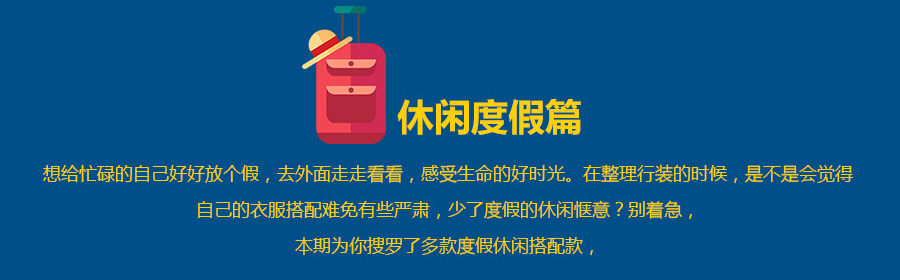 休闲度假篇
想给忙碌的自己好好放个假，去外面走走看看，感受生命的好时光。在整理行装的时候，是不是会觉得
自己的衣服搭配难免有些严肃，少了度假的休闲惬意？别着急，
本期为你搜罗了多款度假休闲搭配款，